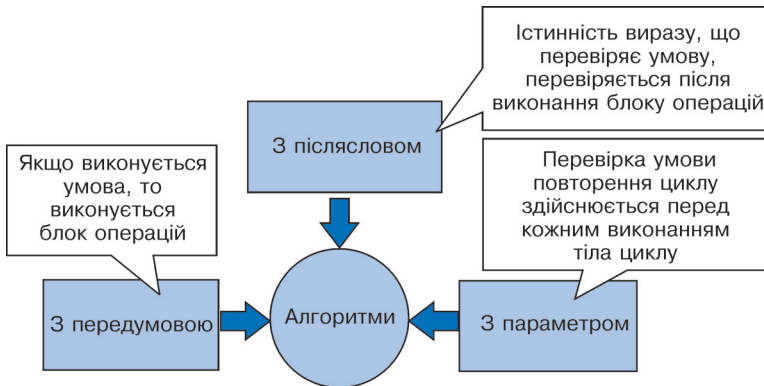 Істинність виразу, що
перевіряє умову,
перевіряється після
виконання блоку операцій
З післясловом
Якщо виконується
умова, то
виконується
блок операцій
Перевірка умови
повторення циклу
здійснюється перед
кожним виконанням
тіла циклу
З передумовою
Алгоритми
З параметром